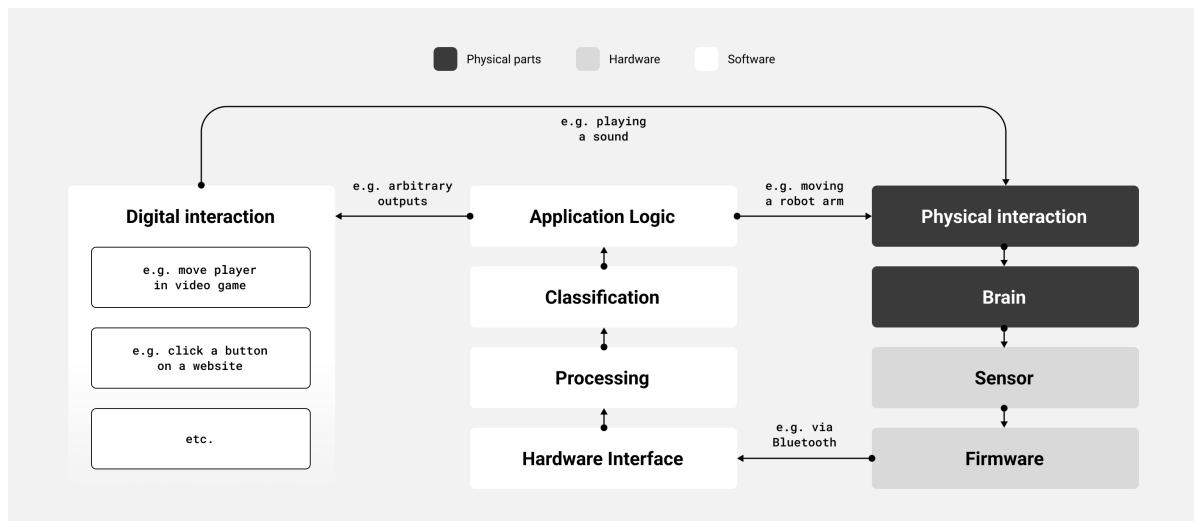 Physical parts
Hardware
Software
e.g. playing
a sound
Digital interaction
e.g. move player
in video game
e.g. click a button
on a website
etc.
e.g. arbitrary
outputs
Application Logic
Classification
Processing
Hardware Interface
e.g. moving
a robot arm
e.g. via
Bluetooth
Physical interaction
Brain
Sensor
Firmware